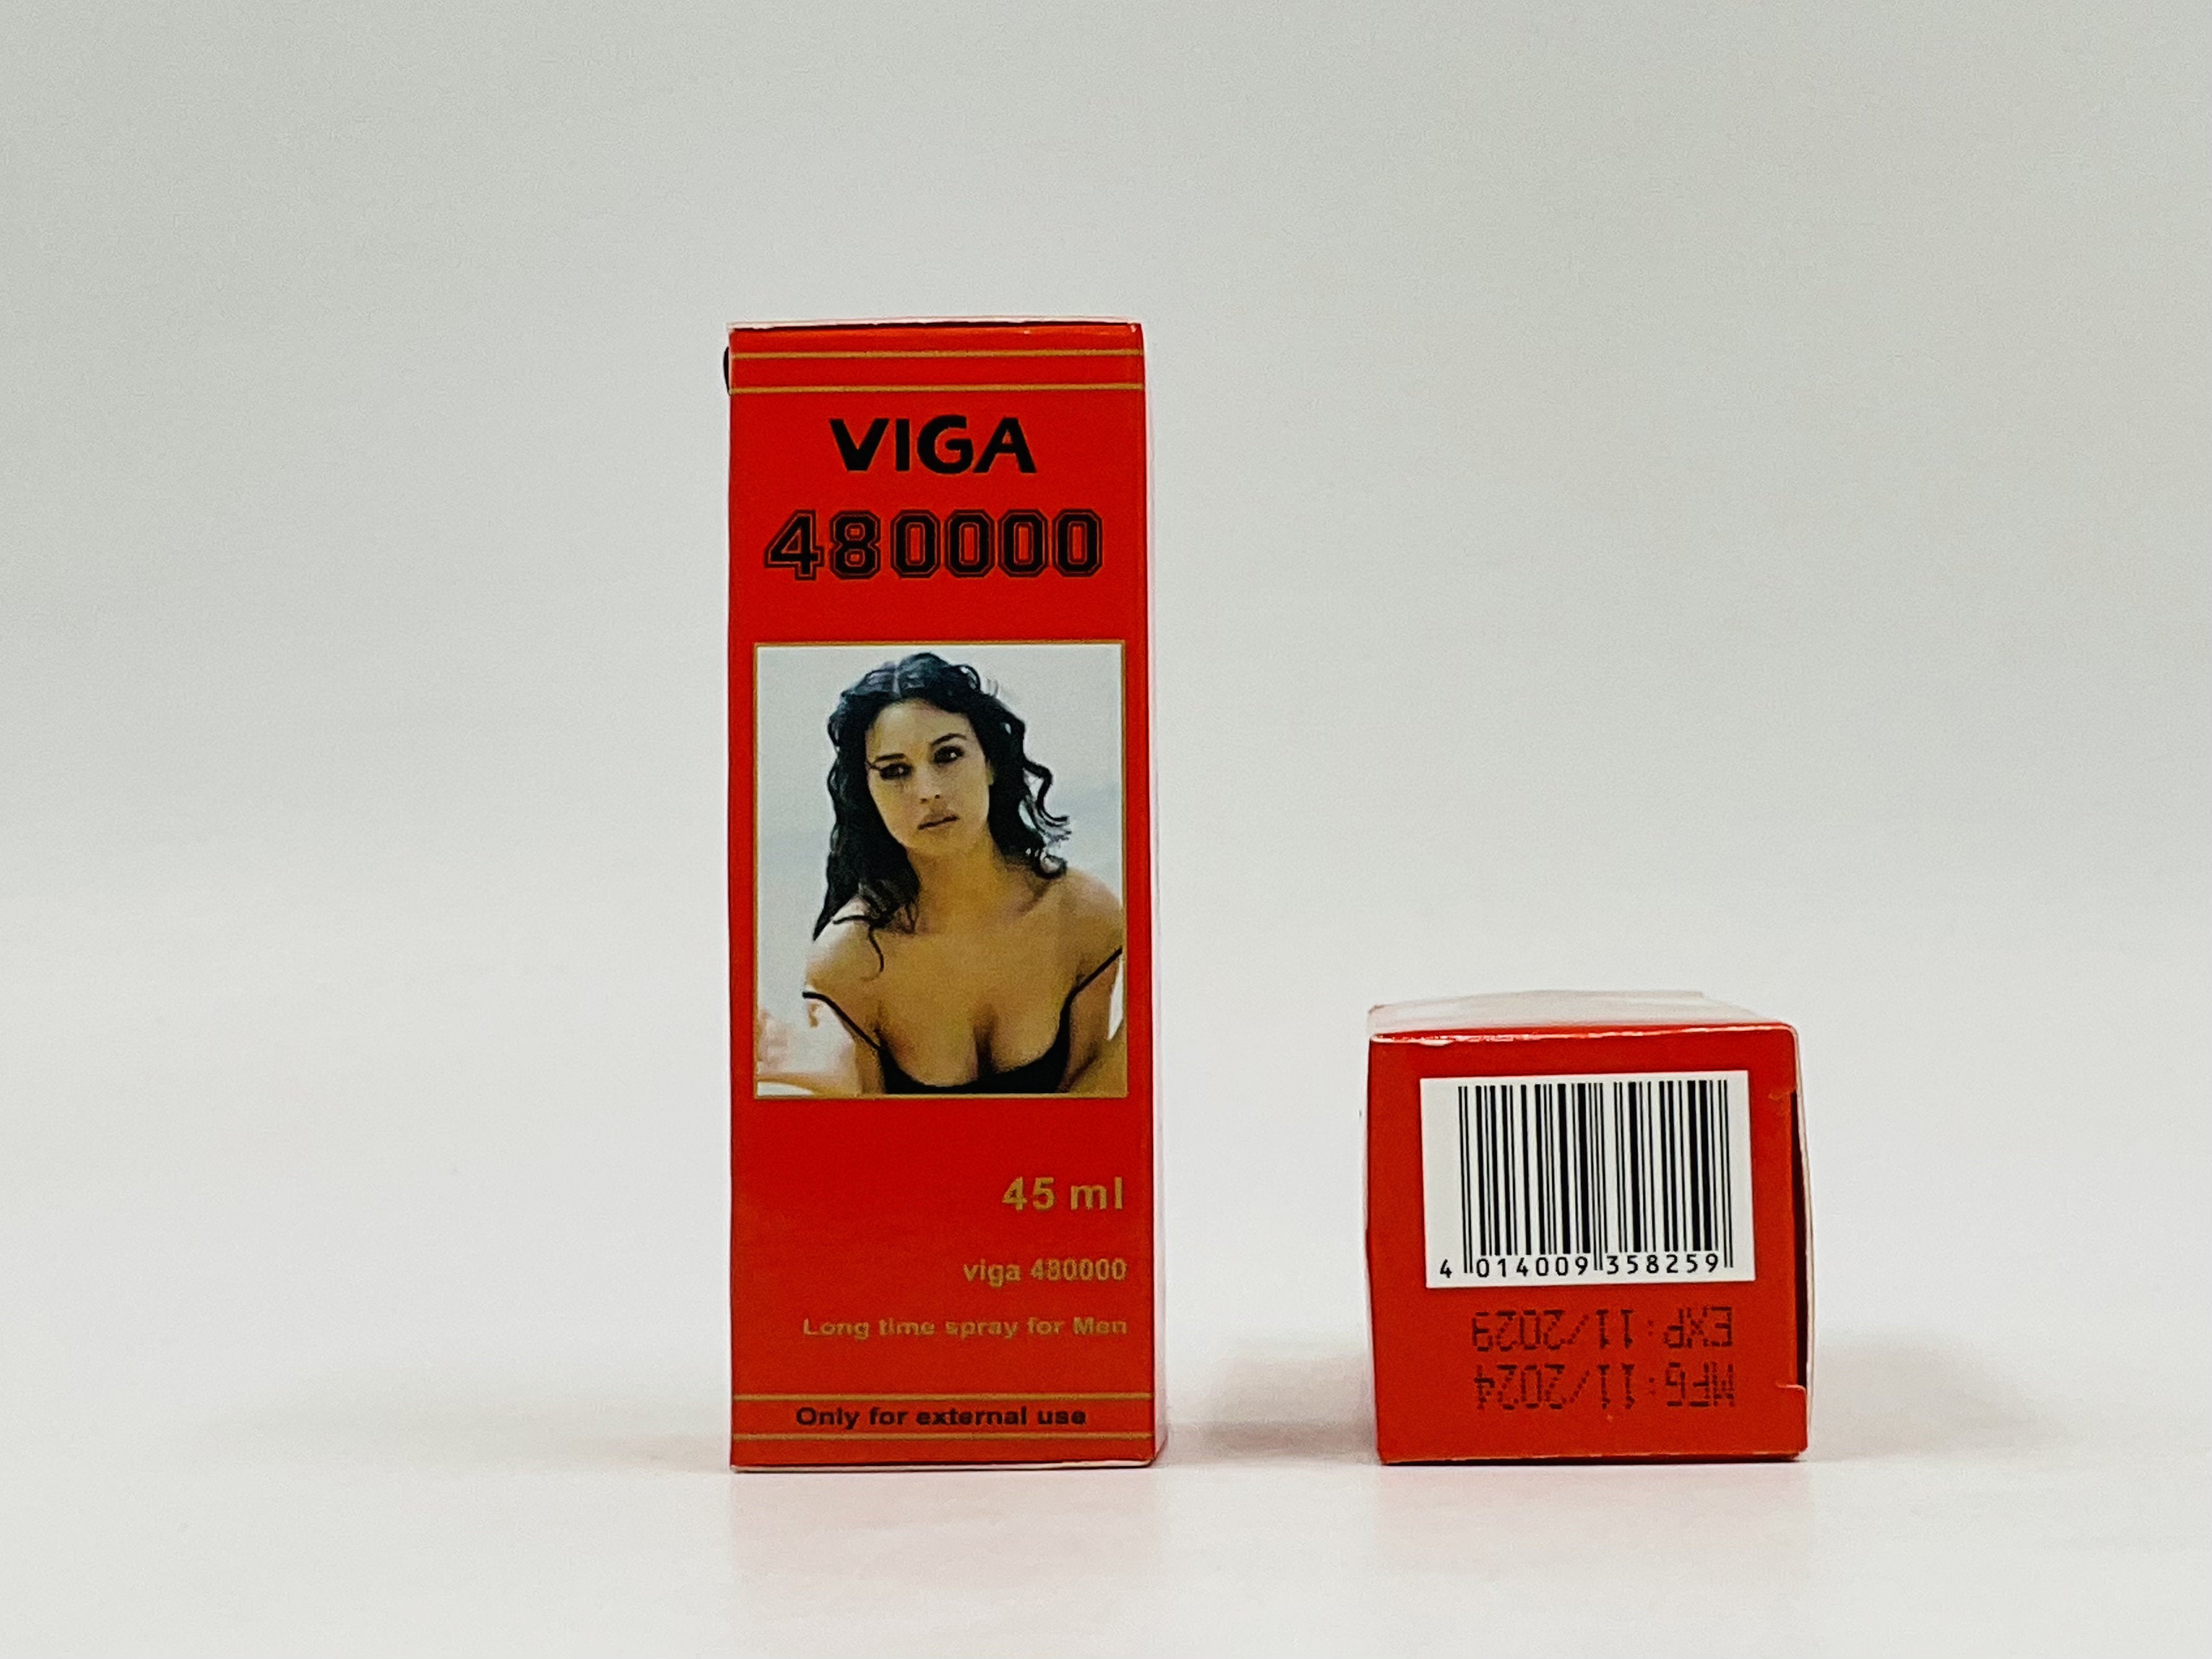 VIGA
480000
45 ml
viga 480000
Long time spray for Men
Only for external use
4 014009 358259
MFG:11/2024
EXP:11/2029